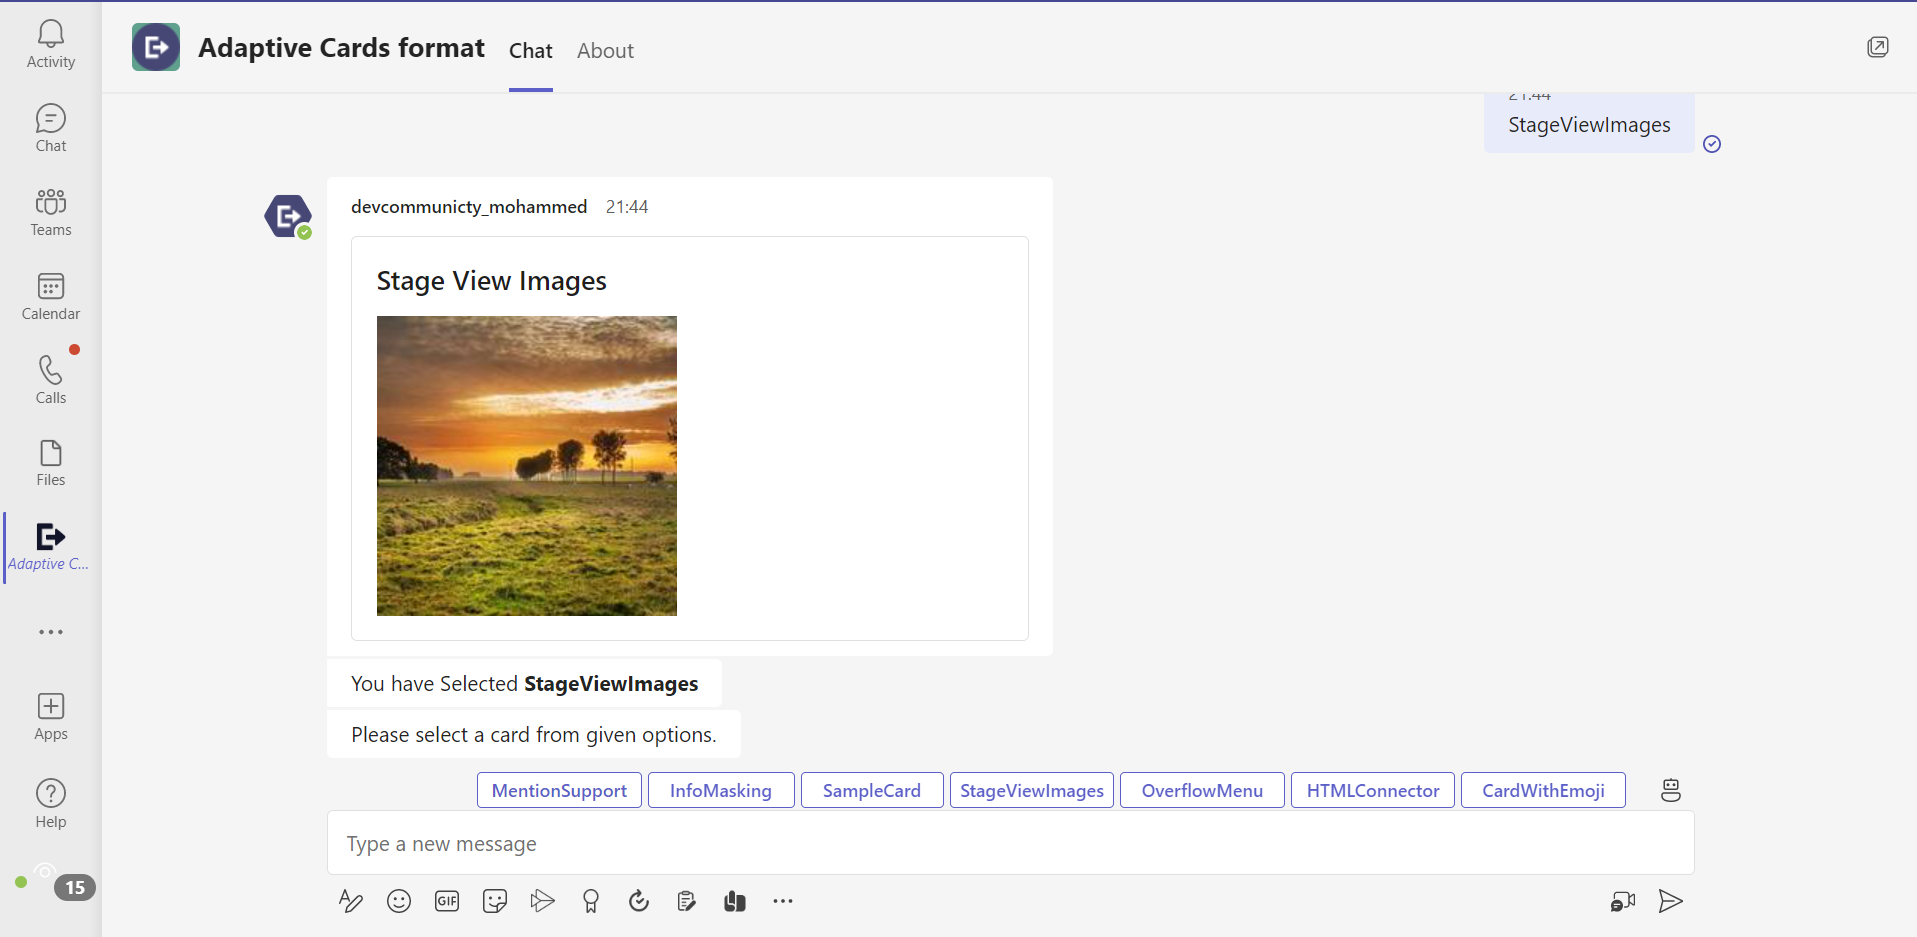 Activity
Chat
Teams
Calendar
Calls
Files
Adaptive C...
Apps
Help
15
Adaptive Cards format
Chat
About
21:44
StageViewImages
devcommunicty_mohammed 21:44
Stage View Images
You have Selected StageViewImages
Please select a card from given options.
MentionSupport
InfoMasking
SampleCard
StageViewImages
OverflowMenu
HTMLConnector
CardWithEmoji
Type a new message
GIF